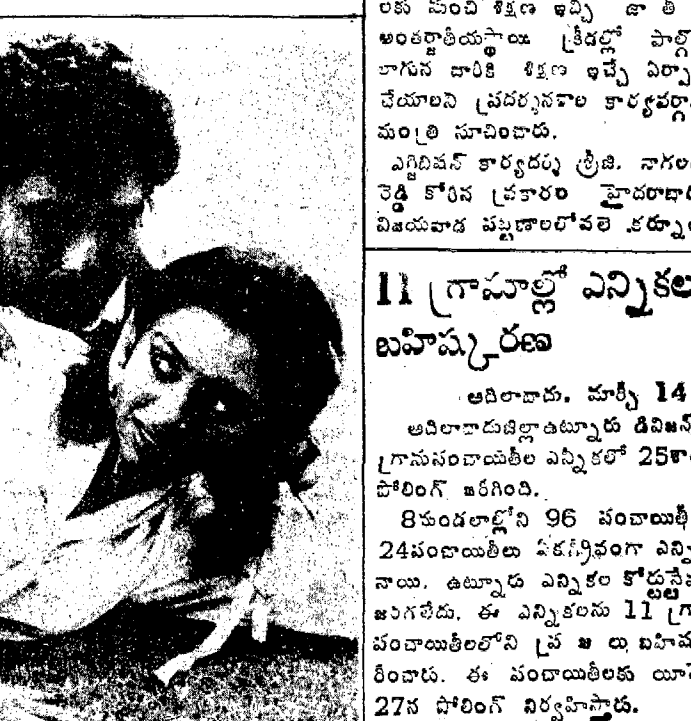 లకు మంచి శిక్షణ ఇచ్చి జా తీ
అంతర్జాతీయస్థాయి క్రీడల్లో పాల్గొ
లాగున వారికి శిక్షణ ఇచ్చే ఏర్పా
చేయాలని ప్రదర్శనశాల కార్యవర్గా
మంత్రి సూచించారు.
ఎగ్జిబిషన్ కార్యదర్శి శ్రీజి. నాగల
రెడ్డి కోరిన ప్రకారం హైదరాబాద్
విజయవాడ పట్టణాలలోవలె కర్నూల
11 గ్రామాల్లో ఎన్నికల
బహిష్కరణ
ఆదిలాబాదు, మార్చి 14
ఆదిలాబాదుజిల్లా ఉట్నూరు డివిజన్
గ్రామపంచాయితీల ఎన్నికలో 25శా
పోలింగ్ జరిగింది.
8మండలాల్లోని 96 పంచాయితీ
24పంచాయితీలు ఏకగ్రీవంగా ఎన్ని
నాయి. ఉట్నూరు ఎన్నికల కోర్టుస్టే
జరగలేదు. ఈ ఎన్నికలను 11 గ్రా
పంచాయితీలలోని ప్ర జ లు బహిష
రించారు. ఈ పంచాయితీలకు యీ
27న పోలింగ్ నిర్వహిస్తారు.